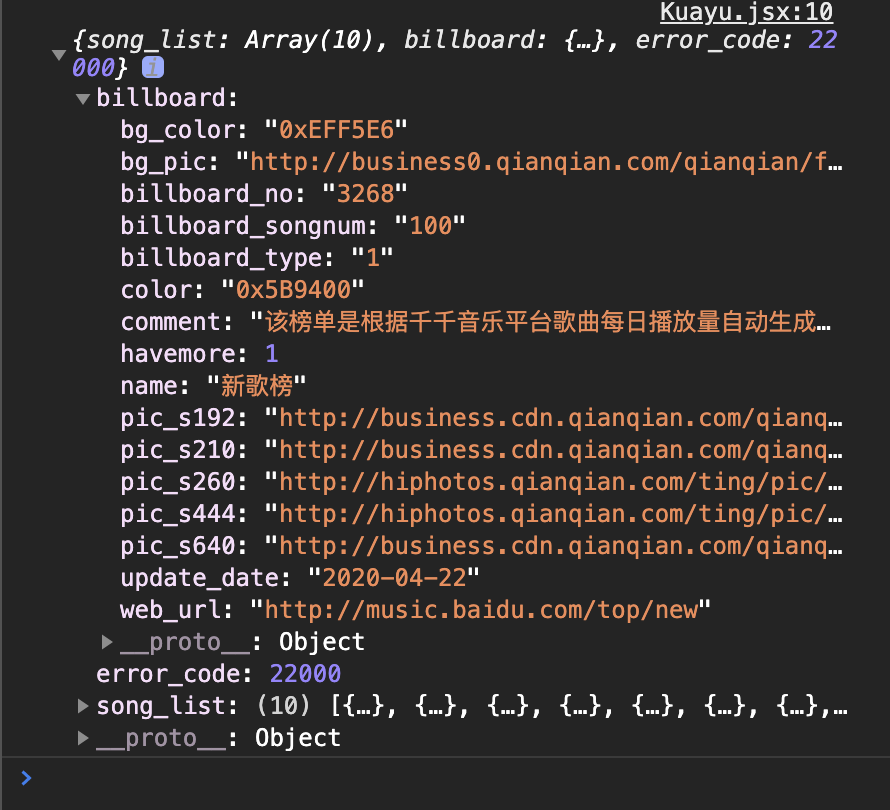 Kuayu.jsx:10
{song_list: Array(10), billboard: {…}, error_code: 22
000} i
billboard:
bg_color: "0xEFF5E6"
bg_pic: "http://business0.qianqian.com/qianqian/f…
billboard_no: "3268"
billboard_songnum: "100"
billboard_type: "1"
color: "0x5B9400"
comment: "该榜单是根据千千音乐平台歌曲每日播放量自动生成…
havemore: 1
name: "新歌榜"
pic_s192: "http://business.cdn.qianqian.com/qianq…
pic_s210: "http://business.cdn.qianqian.com/qianq…
pic_s260: "http://hiphotos.qianqian.com/ting/pic/…
pic_s444: "http://hiphotos.qianqian.com/ting/pic/…
pic_s640: "http://business.cdn.qianqian.com/qianq…
update_date: "2020-04-22"
web_url: "http://music.baidu.com/top/new"
__proto__: Object
error_code: 22000
song_list: (10) [{…}, {…}, {…}, {…}, {…}, {…}, {…},…
__proto__: Object